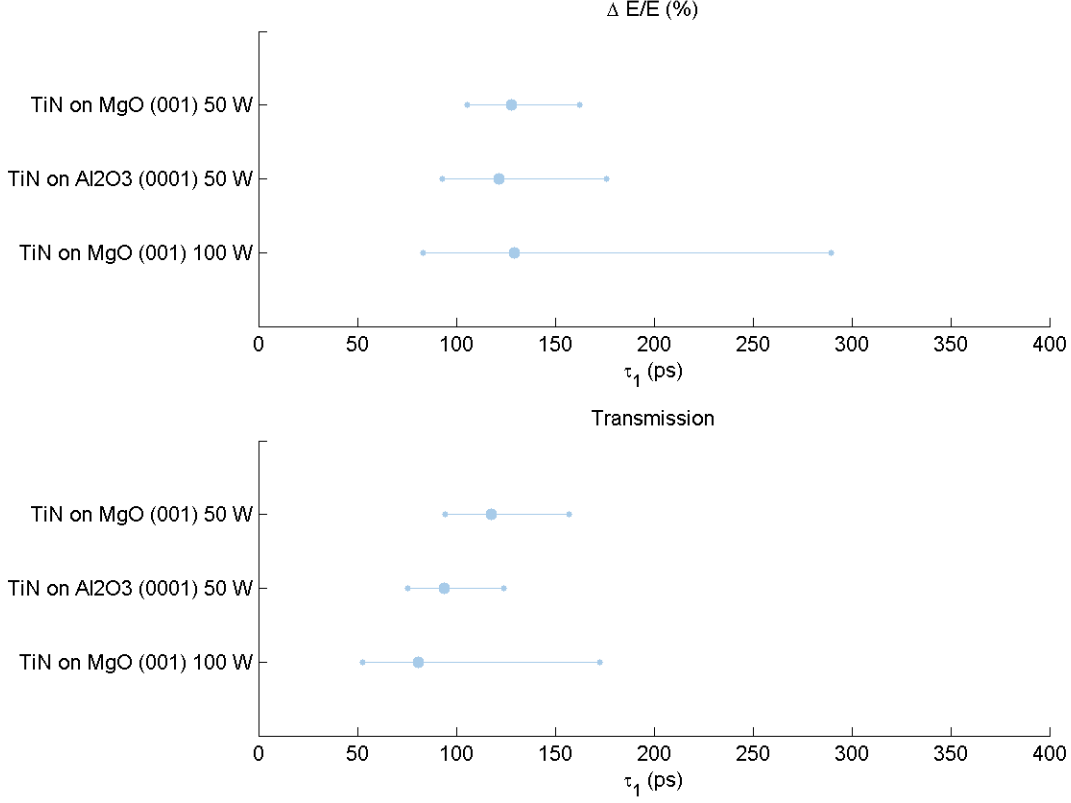 Δ E/E (%)
TiN on MgO (001) 50 W
TiN on Al2O3 (0001) 50 W
TiN on MgO (001) 100 W
0 50 100 150 200 250 300 350 400
τ1 (ps)
Transmission
TiN on MgO (001) 50 W
TiN on Al2O3 (0001) 50 W
TiN on MgO (001) 100 W
0 50 100 150 200 250 300 350 400
τ1 (ps)